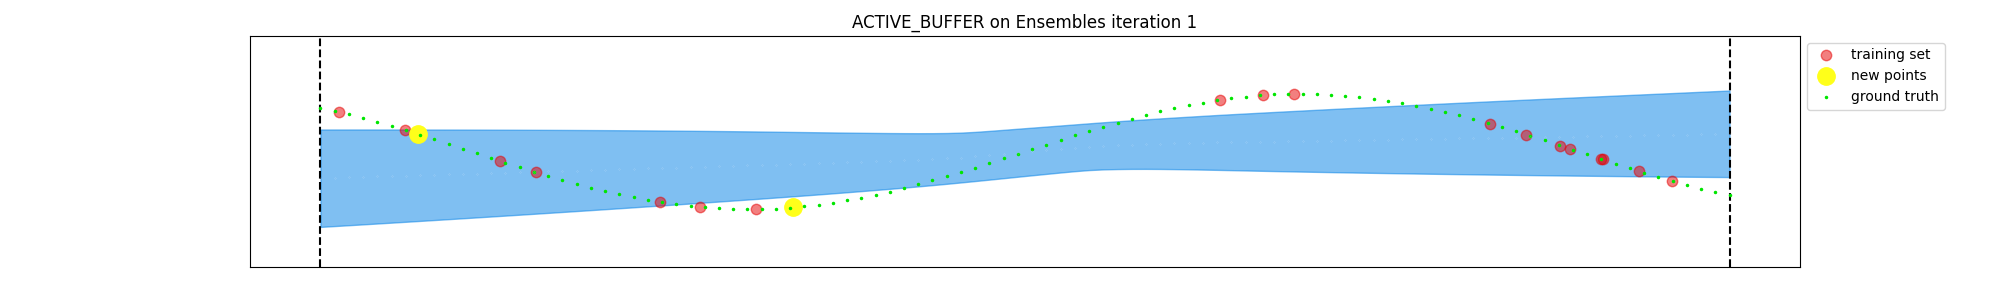 ACTIVE_BUFFER on Ensembles iteration 1
training set
new points
ground truth